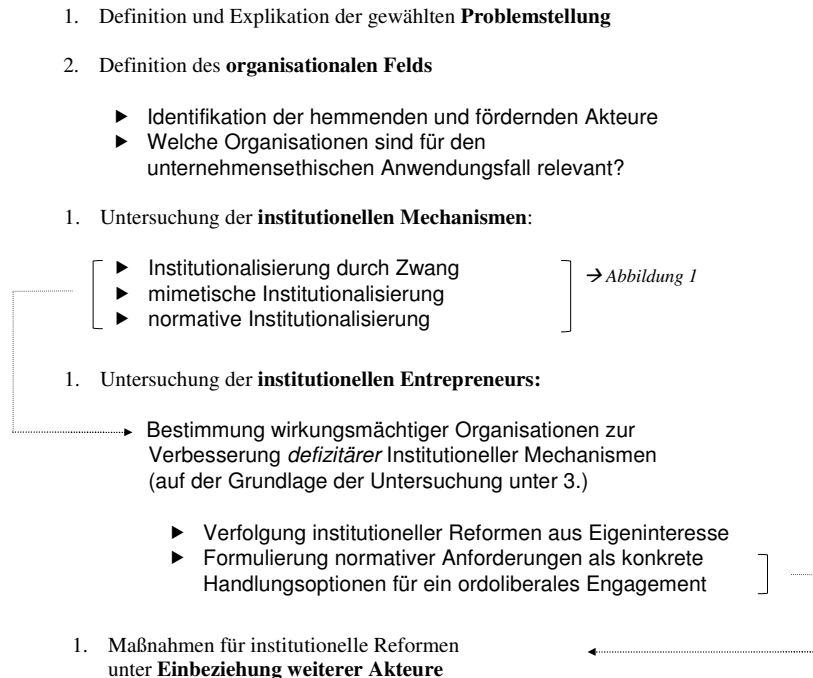 1. Definition und Explikation der gewählten Problemstellung
2. Definition des organisationalen Felds
► Identifikation der hemmenden und fördernden Akteure
► Welche Organisationen sind für den
unternehmensethischen Anwendungsfall relevant?
1. Untersuchung der institutionellen Mechanismen:
► Institutionalisierung durch Zwang
► mimetische Institutionalisierung
► normative Institutionalisierung
→ Abbildung 1
1. Untersuchung der institutionellen Entrepreneurs:
Bestimmung wirkungsmächtiger Organisationen zur
Verbesserung defizitärer Institutioneller Mechanismen
(auf der Grundlage der Untersuchung unter 3.)
► Verfolgung institutioneller Reformen aus Eigeninteresse
► Formulierung normativer Anforderungen als konkrete
Handlungsoptionen für ein ordoliberales Engagement
1. Maßnahmen für institutionelle Reformen
unter Einbeziehung weiterer Akteure